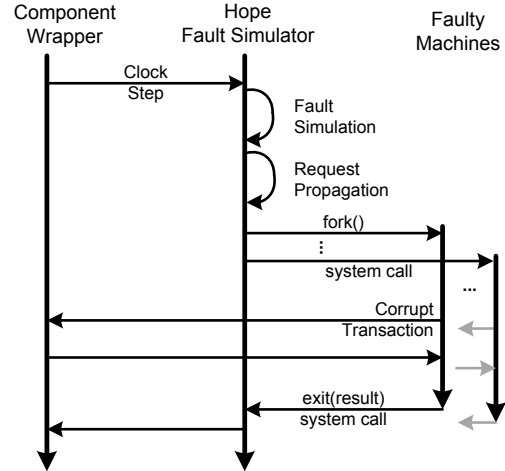 Component
Wrapper
Hope
Fault Simulator
Faulty
Machines
Clock
Step
Fault
Simulation
Request
Propagation
fork()
...
system call
...
Corrupt
Transaction
exit(result)
system call